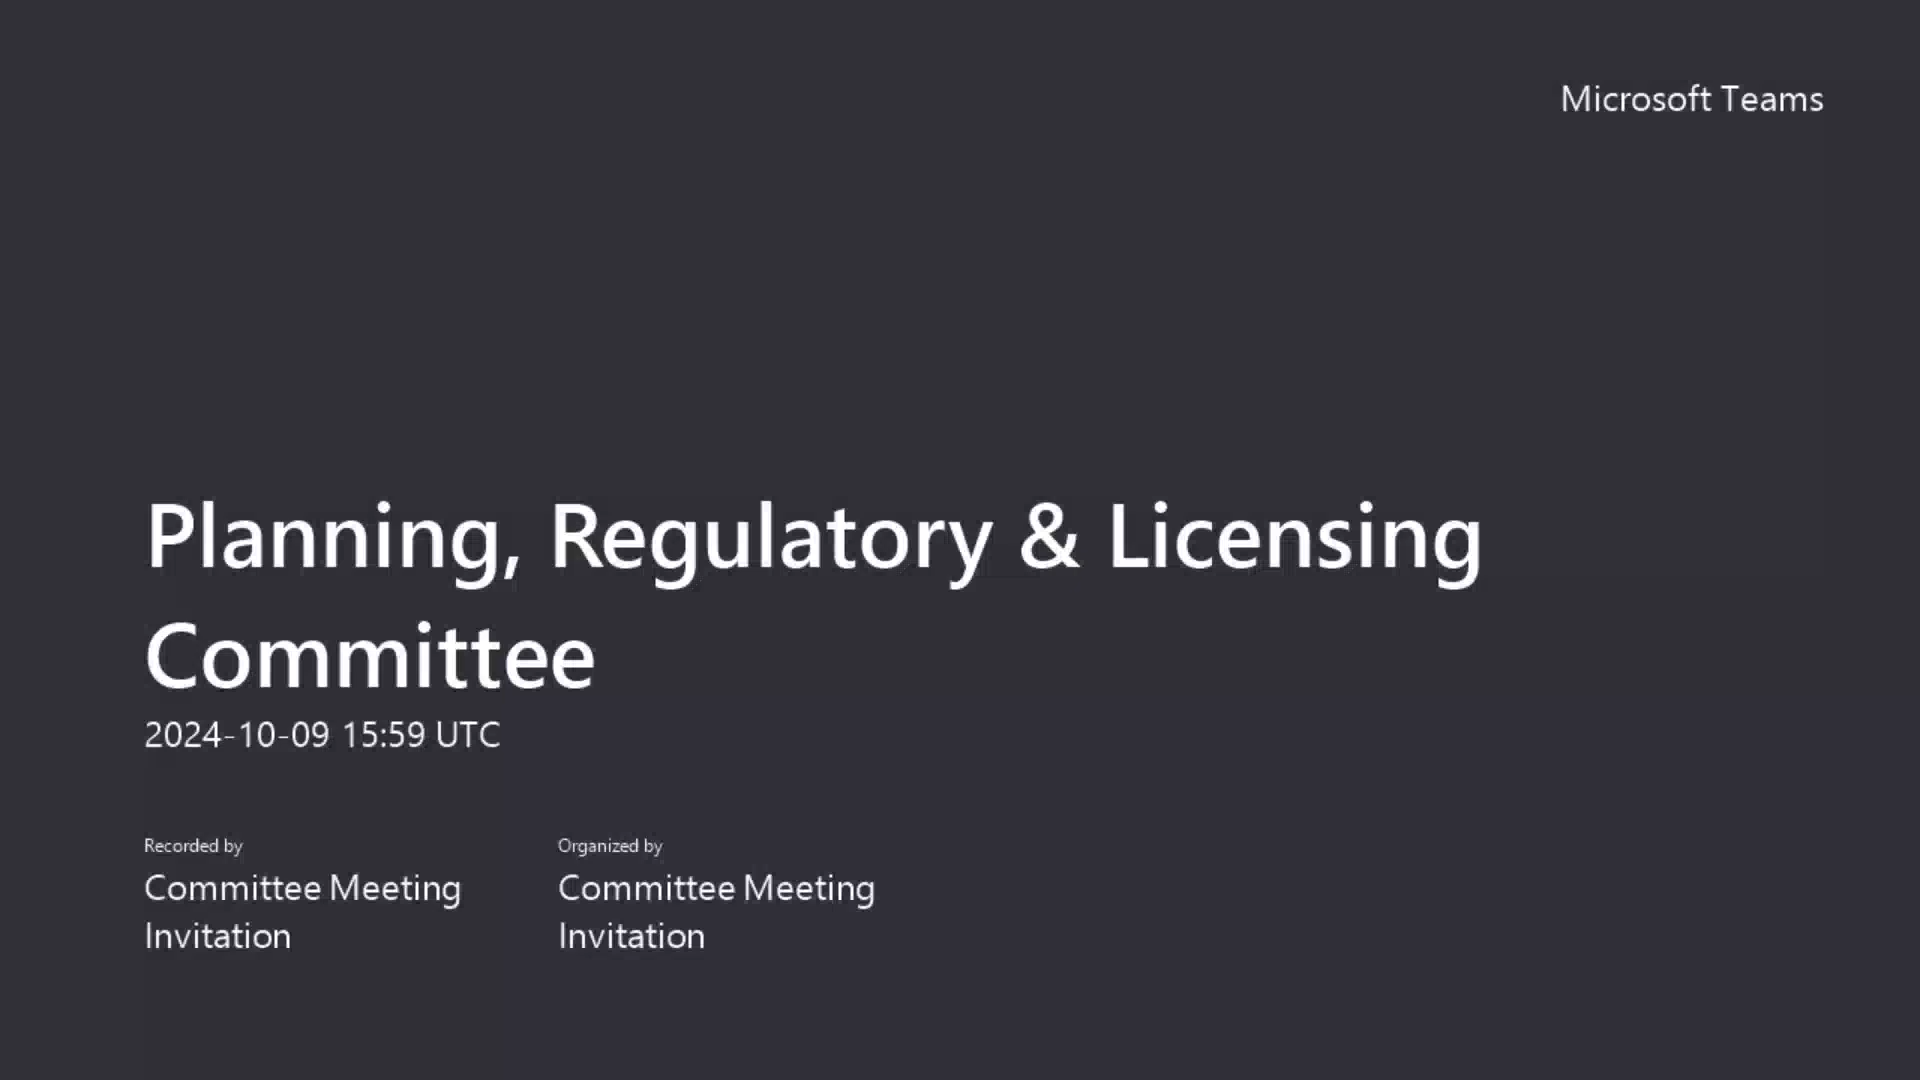 Microsoft Teams
Planning, Regulatory & Licensing
Committee
2024-10-09 15:59 UTC
Recorded by
Committee Meeting
Invitation
Organized by
Committee Meeting
Invitation